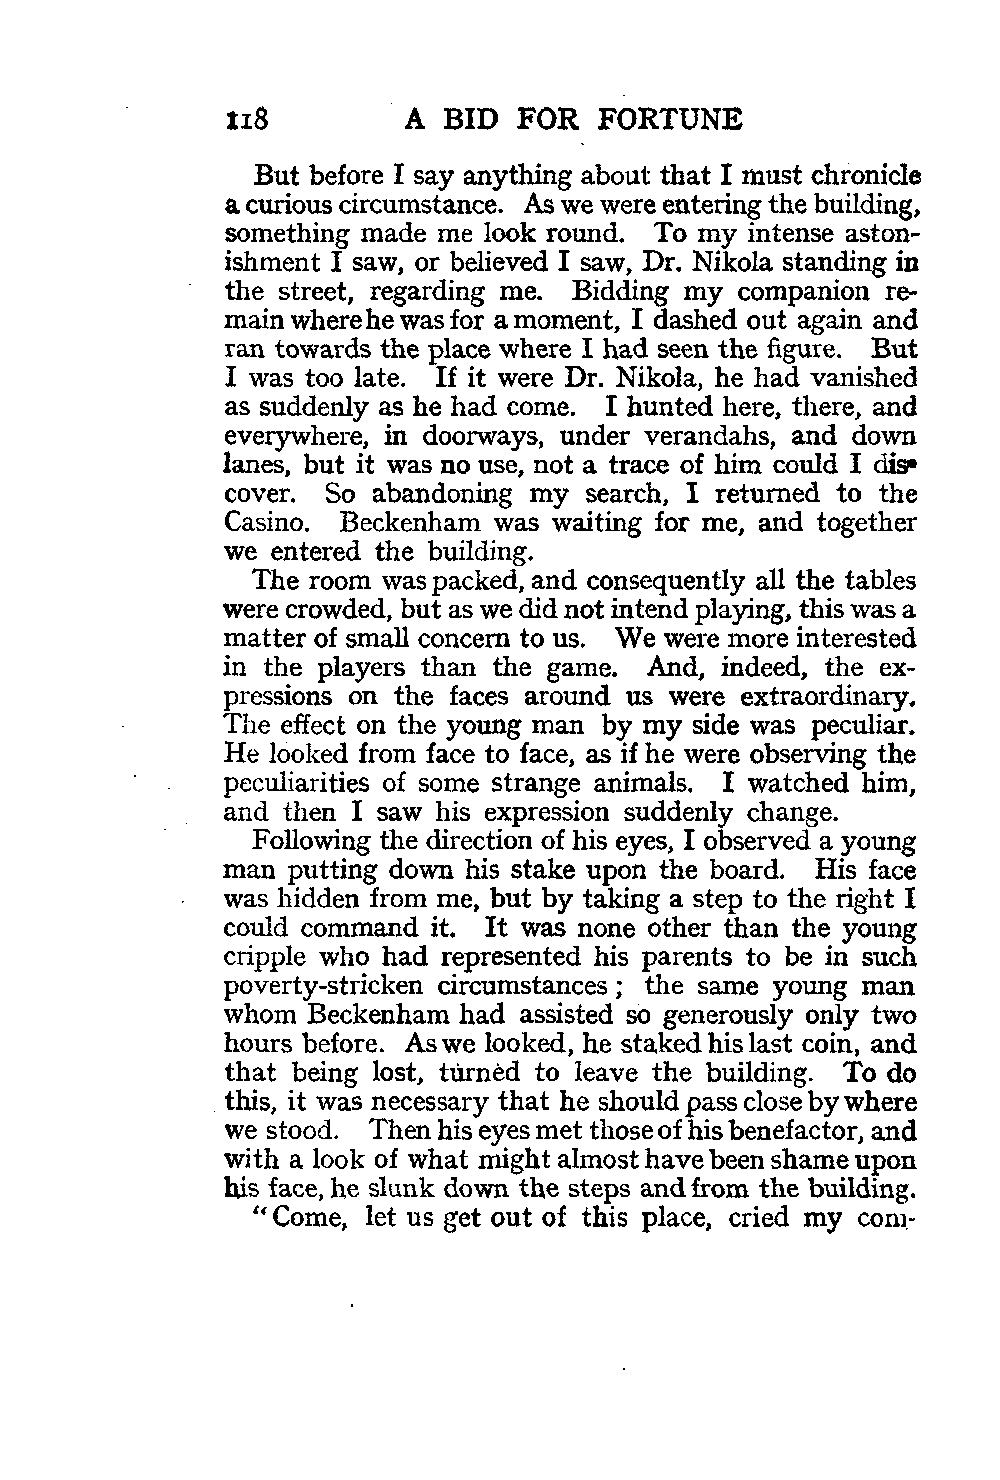 118 A BID FOR FORTUNE
But before I say anything about that I must chronicle
a curious circumstance. As we were entering the building,
something made me look round. To my intense aston-
ishment I saw, or believed I saw, Dr. Nikola standing in
the street, regarding me. Bidding my companion re-
main where he was for a moment, I dashed out again and
ran towards the place where I had seen the figure. But
I was too late. If it were Dr. Nikola, he had vanished
as suddenly as he had come. I hunted here, there, and
everywhere, in doorways, under verandahs, and down
lanes, but it was no use, not a trace of him could I dis-
cover. So abandoning my search, I returned to the
Casino. Beckenham was waiting for me, and together
we entered the building.
The room was packed, and consequently all the tables
were crowded, but as we did not intend playing, this was a
matter of small concern to us. We were more interested
in the players than the game. And, indeed, the ex-
pressions on the faces around us were extraordinary.
The effect on the young man by my side was peculiar.
He looked from face to face, as if he were observing the
peculiarities of some strange animals. I watched him,
and then I saw his expression suddenly change.
Following the direction of his eyes, I observed a young
man putting down his stake upon the board. His face
was hidden from me, but by taking a step to the right I
could command it. It was none other than the young
cripple who had represented his parents to be in such
poverty-stricken circumstances; the same young man
whom Beckenham had assisted so generously only two
hours before. As we looked, he staked his last coin, and
that being lost, turned to leave the building. To do
this, it was necessary that he should pass close by where
we stood. Then his eyes met those of his benefactor, and
with a look of what might almost have been shame upon
his face, he slunk down the steps and from the building.
"Come, let us get out of this place, cried my com-